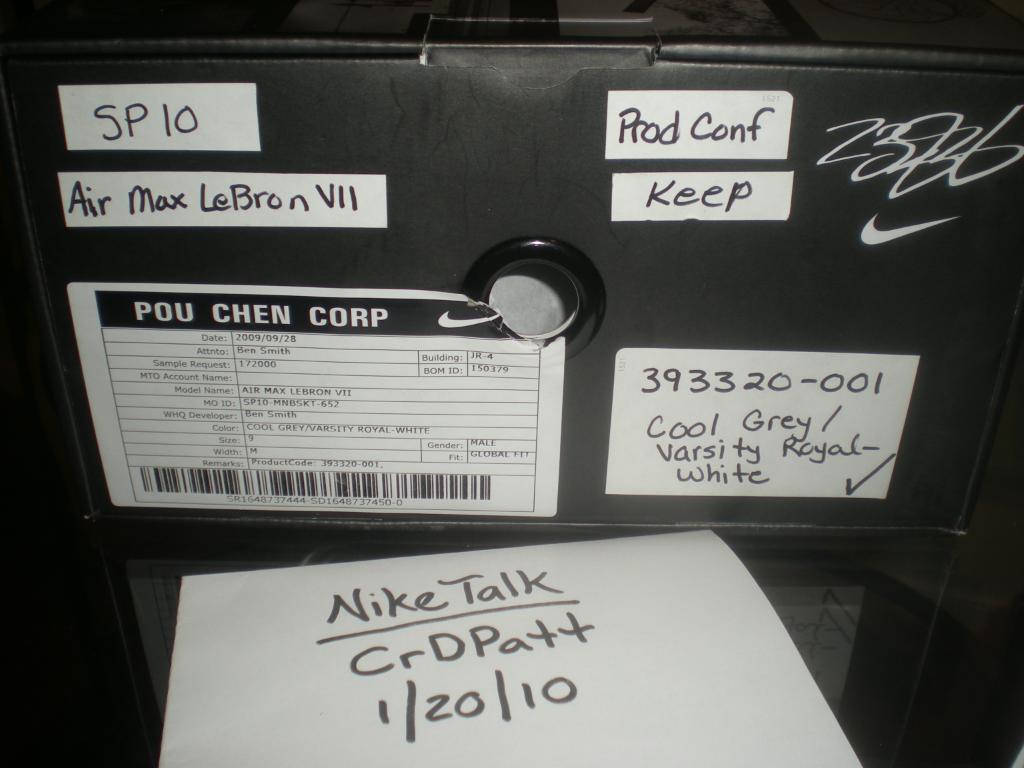 SP10
Air Max LeBron VII
Prod Conf
Keep
POU CHEN CORP
Date: 2009/09/28
Attnto: Ben Smith Building: JR-4
Sample Request: 172000 BOM ID: 150379
MTO Account Name:
Model Name: AIR MAX LEBRON VII
MO ID: SP10-MNBSKT-652
WHQ Developer: Ben Smith
Color: COOL GREY/VARSITY ROYAL-WHITE
Size: 9 Gender: MALE
Width: M Fit: GLOBAL FIT
Remarks: ProductCode: 393320-001,
SR1648737444-SD1648737450-0
393320-001
Cool Grey/
Varsity Royal-
White
NikeTalk
CrDPatt
1/20/10